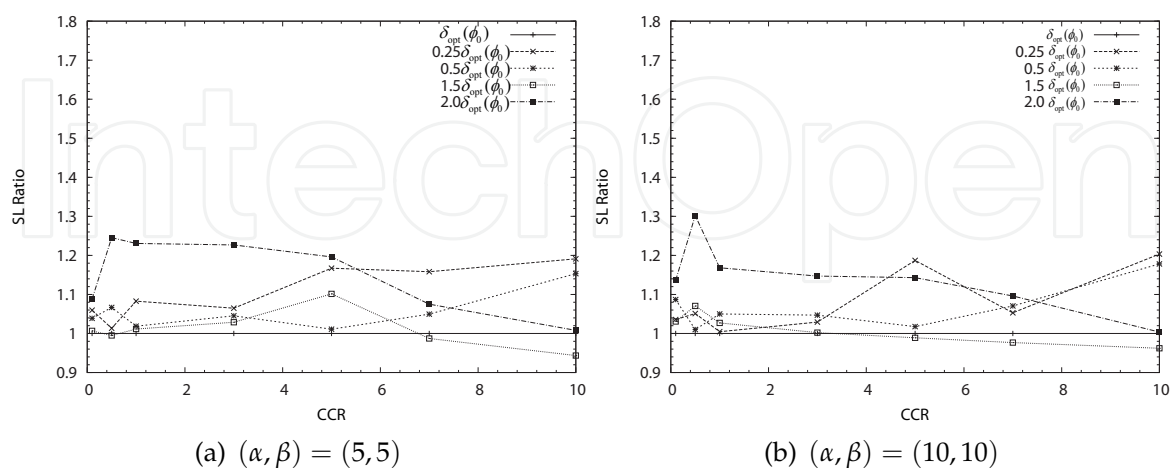 1.8
1.7
1.6
1.5
1.4
1.3
1.2
1.1
1
0.9
SL Ratio
0 2 4 6 8 10
CCR
δopt(ϕ0)
0.25δopt(ϕ0)
0.5δopt(ϕ0)
1.5δopt(ϕ0)
2.0δopt(ϕ0)
(a) (α, β) = (5, 5)
1.8
1.7
1.6
1.5
1.4
1.3
1.2
1.1
1
0.9
SL Ratio
0 2 4 6 8 10
CCR
δopt(ϕ0)
0.25 δopt(ϕ0)
0.5 δopt(ϕ0)
1.5 δopt(ϕ0)
2.0 δopt(ϕ0)
(b) (α, β) = (10, 10)
IntechOpen